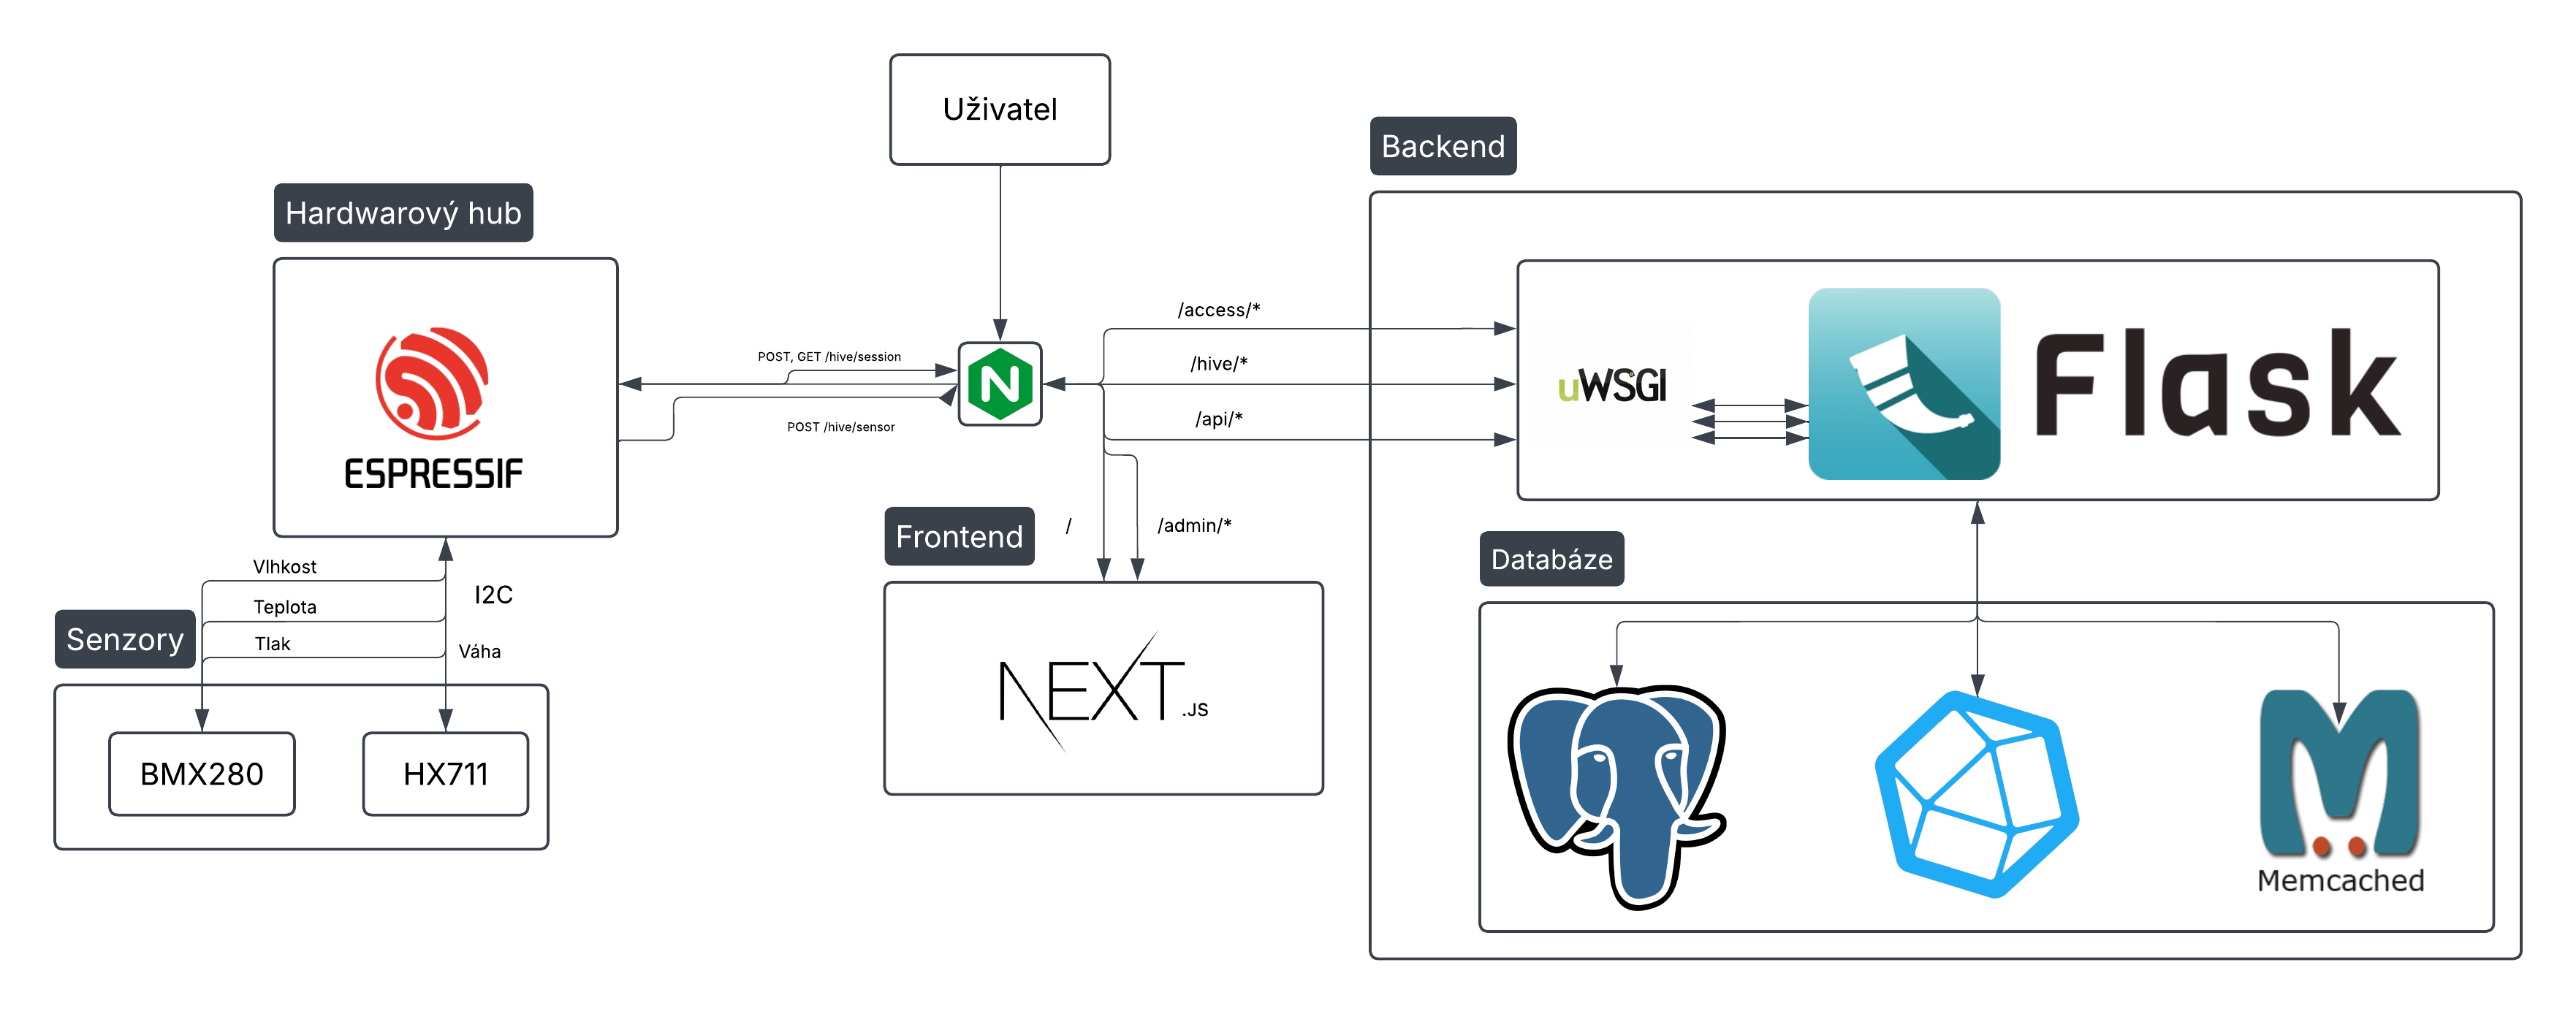 Uživatel
Backend
Hardwarový hub
ESPRESSIF
POST, GET /hive/session
POST /hive/sensor
N
/access/*
/hive/*
/api/*
uWSGI
Flask
Vlhkost
Teplota
Tlak
I2C
Váha
Senzory
BMX280
HX711
Frontend
/
/admin/*
NEXT.JS
Databáze
Memcached